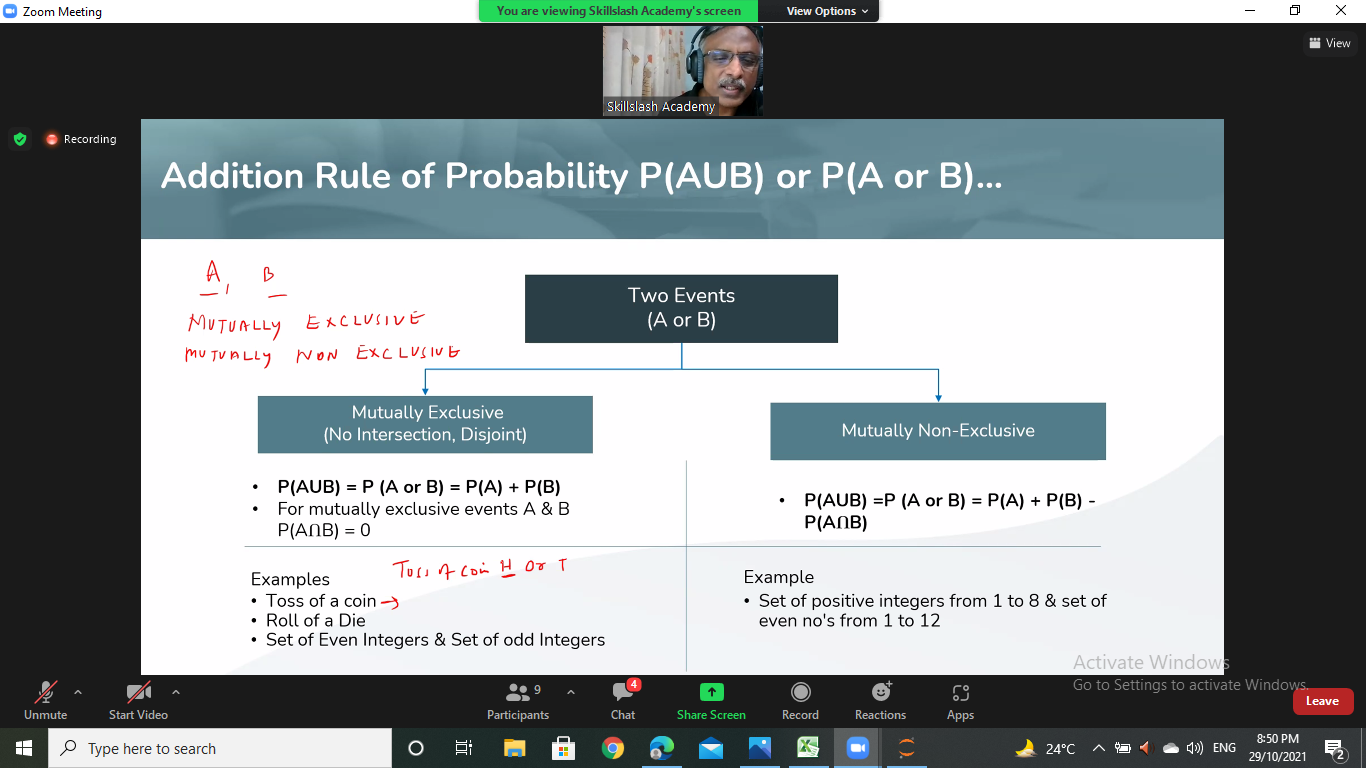 Zoom Meeting
You are viewing Skillslash Academy's screen
View Options
View
Skillslash Academy
Recording
Addition Rule of Probability P(AUB) or P(A or B)...
A, B
MUTUALLY EXCLUSIVE
MUTUALLY NON EXCLUSIVE
Two Events
(A or B)
Mutually Exclusive
(No Intersection, Disjoint)
Mutually Non-Exclusive
• P(AUB) = P (A or B) = P(A) + P(B)
• For mutually exclusive events A & B
P(A∩B) = 0
• P(AUB) =P (A or B) = P(A) + P(B) -
P(A∩B)
Toss of coin H or T
Examples
• Toss of a coin →
• Roll of a Die
• Set of Even Integers & Set of odd Integers
Example
• Set of positive integers from 1 to 8 & set of
even no's from 1 to 12
Activate Windows
Go to Settings to activate Windows.
Unmute
Start Video
9
Participants
4
Chat
Share Screen
Record
Reactions
Apps
Leave
Type here to search
24°C
ENG
8:50 PM
29/10/2021
2